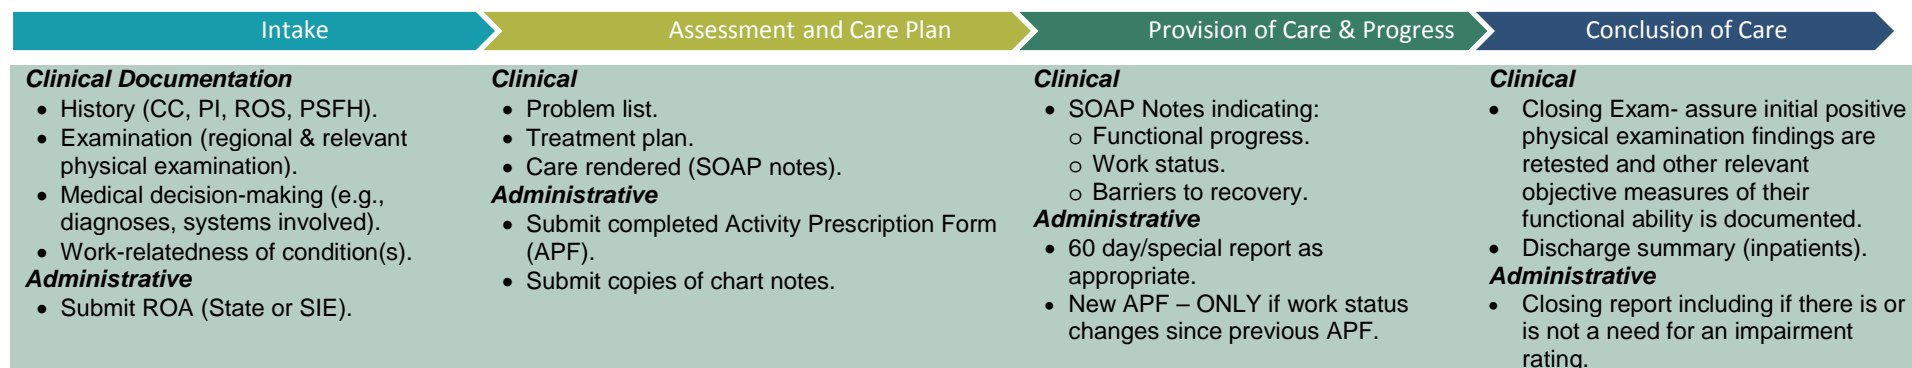 Intake
Assessment and Care Plan
Provision of Care & Progress
Conclusion of Care
Clinical Documentation
• History (CC, PI, ROS, PSFH).
• Examination (regional & relevant
physical examination).
• Medical decision-making (e.g.,
diagnoses, systems involved).
• Work-relatedness of condition(s).
Administrative
• Submit ROA (State or SIE).
Clinical
• Problem list.
• Treatment plan.
• Care rendered (SOAP notes).
Administrative
• Submit completed Activity Prescription Form
(APF).
• Submit copies of chart notes.
Clinical
• SOAP Notes indicating:
o Functional progress.
o Work status.
o Barriers to recovery.
Administrative
• 60 day/special report as
appropriate.
• New APF – ONLY if work status
changes since previous APF.
Clinical
• Closing Exam- assure initial positive
physical examination findings are
retested and other relevant
objective measures of their
functional ability is documented.
• Discharge summary (inpatients).
Administrative
• Closing report including if there is or
is not a need for an impairment
rating.